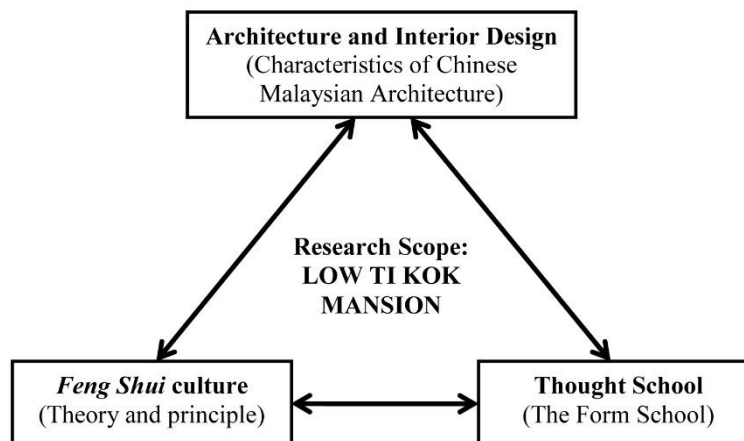 Architecture and Interior Design
(Characteristics of Chinese
Malaysian Architecture)
Research Scope:
LOW TI KOK
MANSION
Feng Shui culture
(Theory and principle)
Thought School
(The Form School)